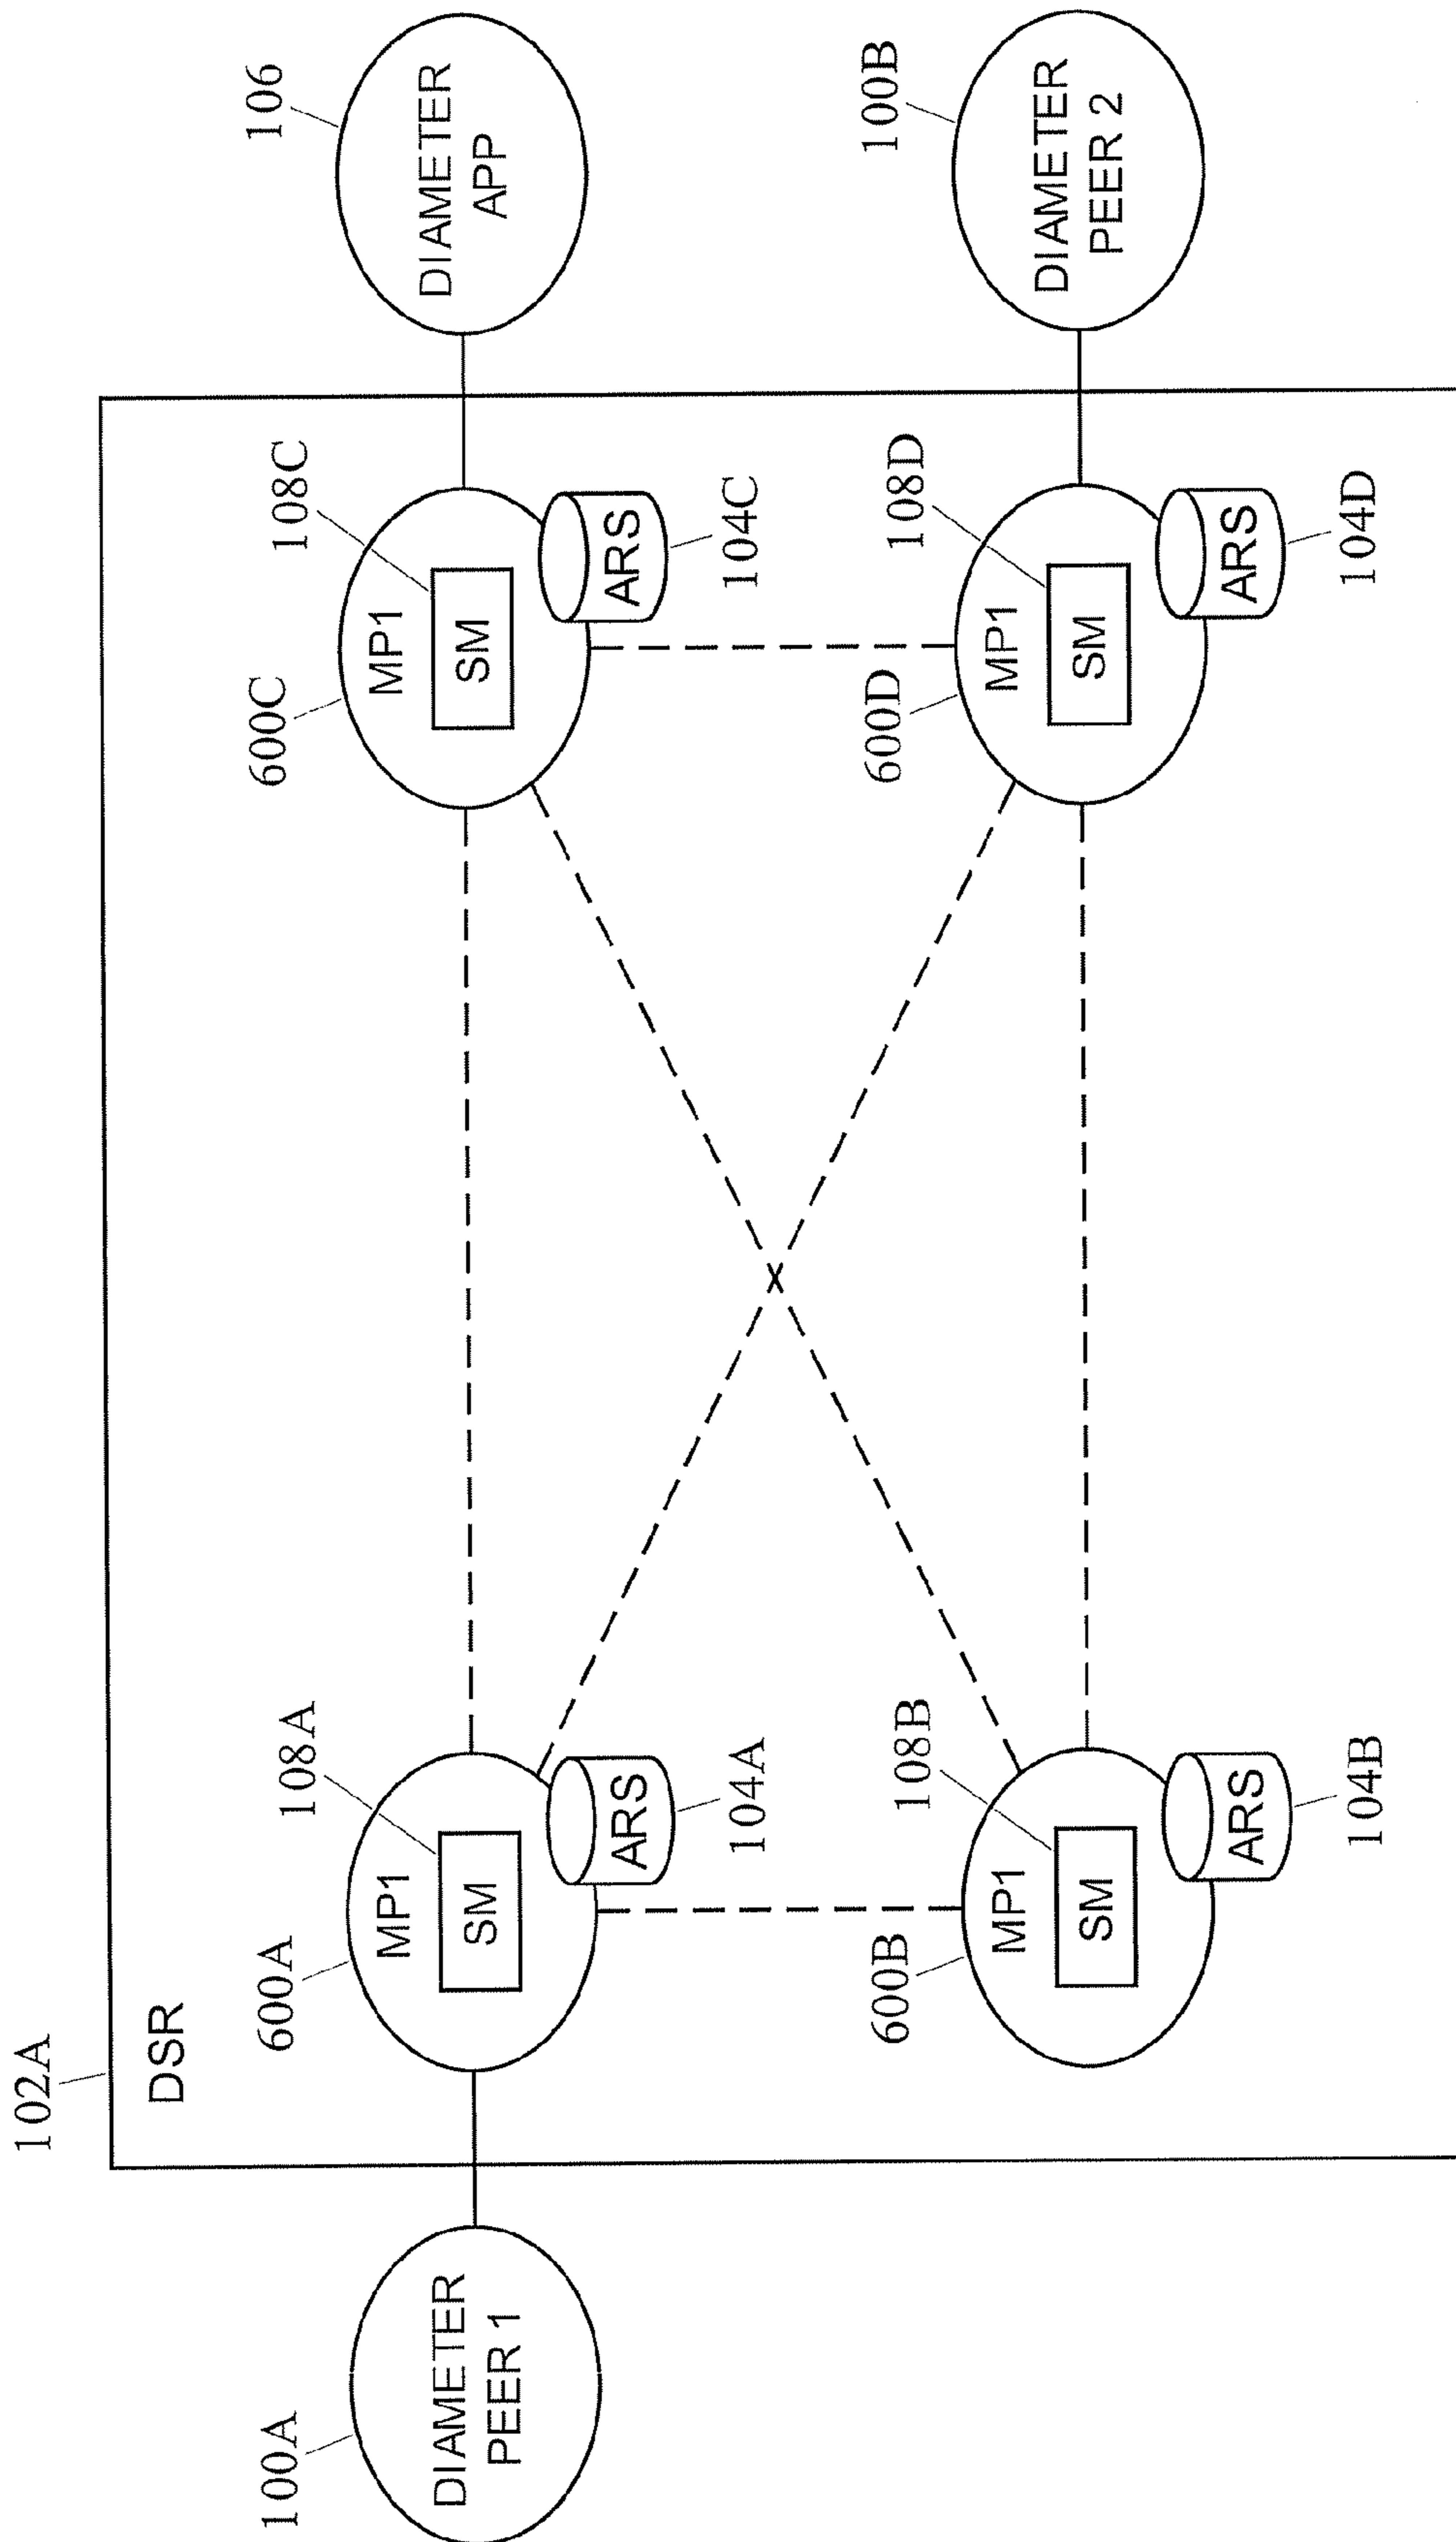 102A
DSR
100A
DIAMETER
PEER 1
600A
MP1
SM
108A
ARS
104A
600C
MP1
SM
108C
ARS
104C
106
DIAMETER
APP
600B
MP1
SM
108B
ARS
104B
600D
MP1
SM
108D
ARS
104D
100B
DIAMETER
PEER 2